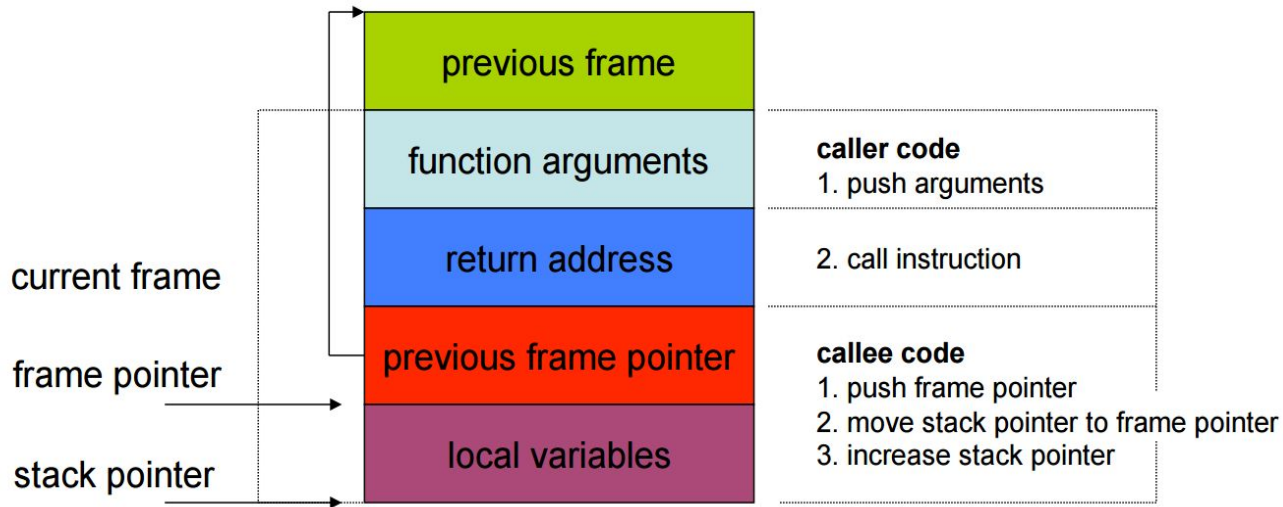 previous frame
function arguments
return address
previous frame pointer
local variables
current frame
frame pointer
stack pointer
caller code
1. push arguments
2. call instruction
callee code
1. push frame pointer
2. move stack pointer to frame pointer
3. increase stack pointer